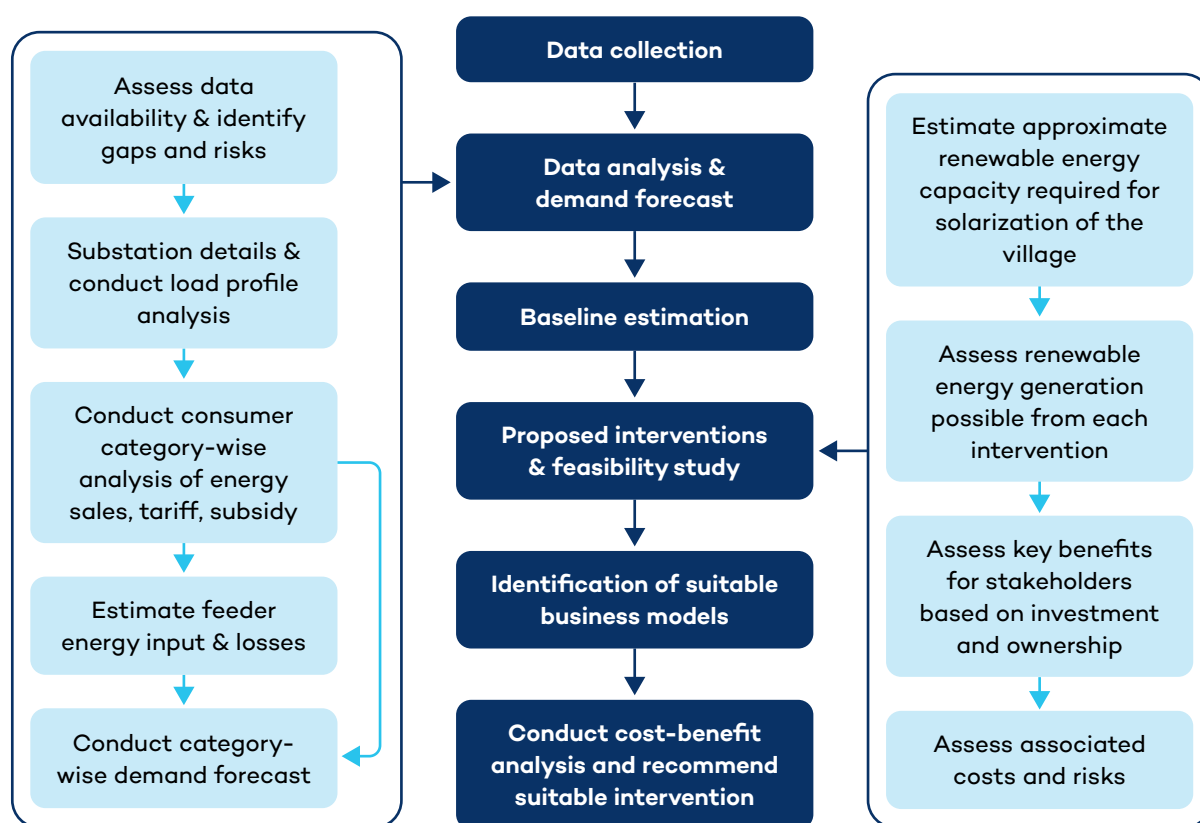 Assess data
availability & identify
gaps and risks
Substation details &
conduct load profile
analysis
Conduct consumer
category-wise
analysis of energy
sales, tariff, subsidy
Estimate feeder
energy input & losses
Conduct category-
wise demand forecast
Data collection
Data analysis &
demand forecast
Baseline estimation
Proposed interventions
& feasibility study
Identification of suitable
business models
Conduct cost-benefit
analysis and recommend
suitable intervention
Estimate approximate
renewable energy
capacity required for
solarization of the
village
Assess renewable
energy generation
possible from each
intervention
Assess key benefits
for stakeholders
based on investment
and ownership
Assess associated
costs and risks